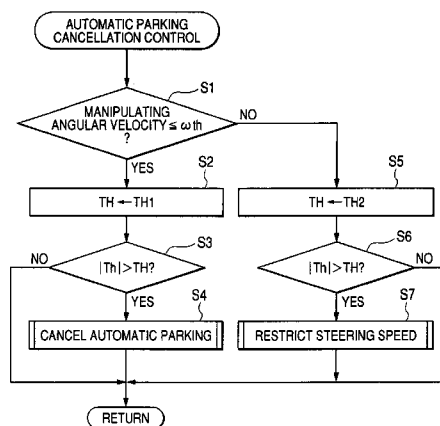 AUTOMATIC PARKING
CANCELLATION CONTROL
S1
MANIPULATING
ANGULAR VELOCITY ≦ ωth
?
NO
YES
S2
TH ← TH1
S5
TH ← TH2
S3
NO
|Th|>TH?
YES
S6
|Th|>TH?
NO
YES
S4
CANCEL AUTOMATIC PARKING
S7
RESTRICT STEERING SPEED
RETURN